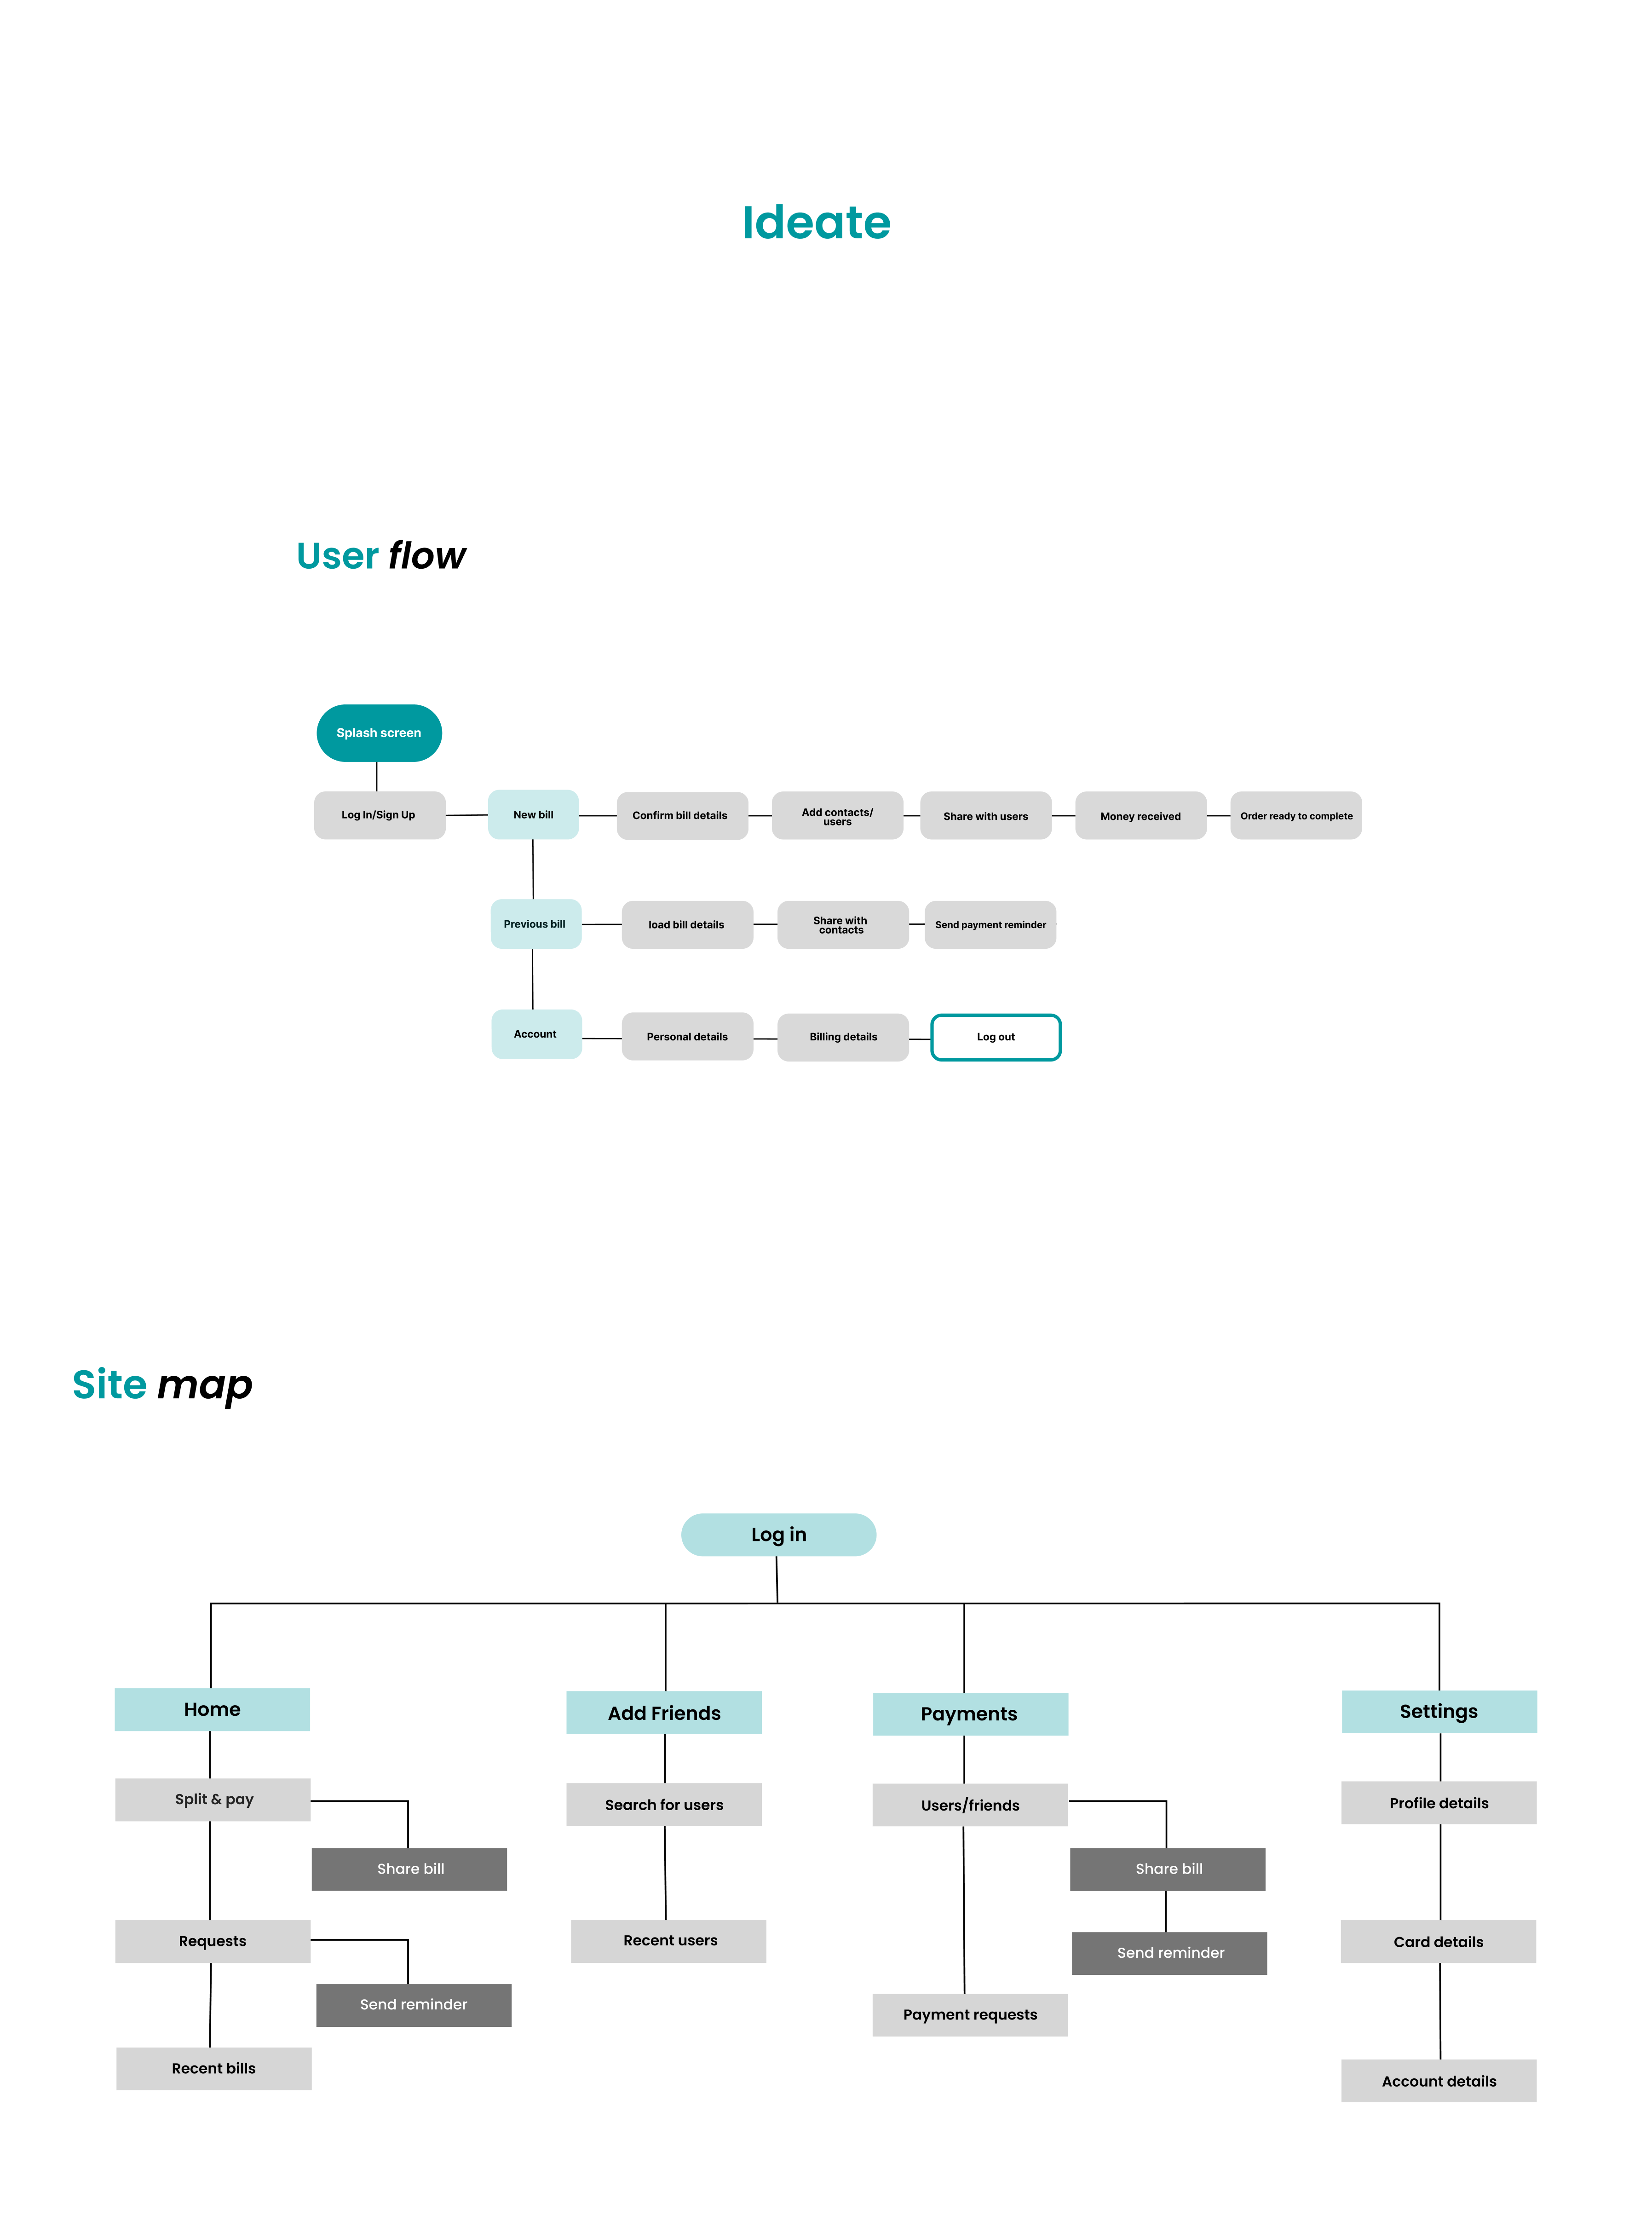 Ideate
User flow
Splash screen
Log In/Sign Up
New bill
Confirm bill details
Add contacts/
users
Share with users
Money received
Order ready to complete
Previous bill
load bill details
Share with
contacts
Send payment reminder
Account
Personal details
Billing details
Log out
Site map
Log in
Home
Add Friends
Payments
Settings
Split & pay
Search for users
Users/friends
Profile details
Share bill
Share bill
Requests
Recent users
Send reminder
Card details
Send reminder
Payment requests
Recent bills
Account details